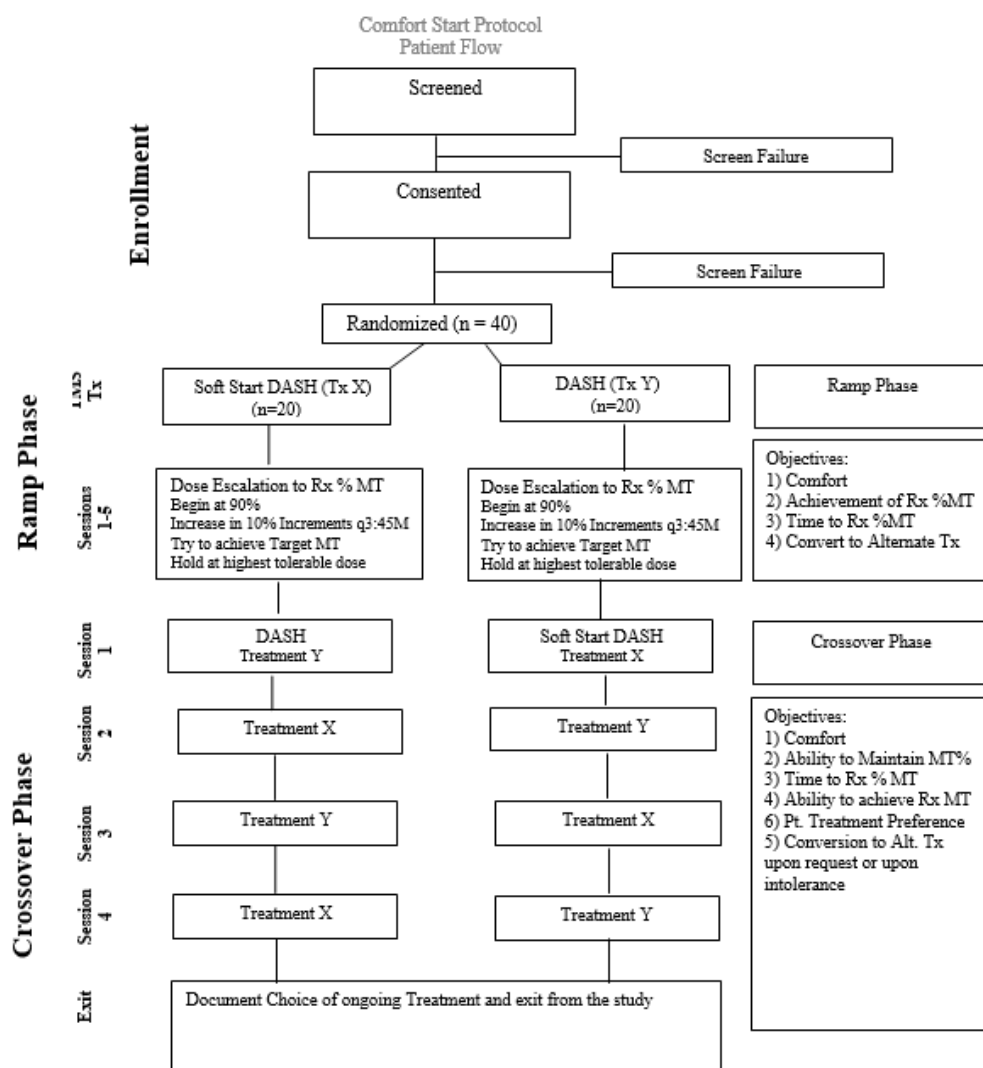 Comfort Start Protocol
Patient Flow
Enrollment
Screened
Screen Failure
Consented
Screen Failure
Randomized (n = 40)
Ramp Phase
TMS
Tx
Soft Start DASH (Tx X)
(n=20)
DASH (Tx Y)
(n=20)
Ramp Phase
Sessions
1-5
Dose Escalation to Rx % MT
Begin at 90%
Increase in 10% Increments q3:45M
Try to achieve Target MT
Hold at highest tolerable dose
Dose Escalation to Rx % MT
Begin at 90%
Increase in 10% Increments q3:45M
Try to achieve Target MT
Hold at highest tolerable dose
Objectives:
1) Comfort
2) Achievement of Rx %MT
3) Time to Rx %MT
4) Convert to Alternate Tx
Crossover Phase
Session
1
DASH
Treatment Y
Soft Start DASH
Treatment X
Crossover Phase
Session
2
Treatment X
Treatment Y
Objectives:
1) Comfort
2) Ability to Maintain MT%
3) Time to Rx % MT
4) Ability to achieve Rx MT
6) Pt. Treatment Preference
5) Conversion to Alt. Tx
upon request or upon
intolerance
Session
3
Treatment Y
Treatment X
Session
4
Treatment X
Treatment Y
Exit
Document Choice of ongoing Treatment and exit from the study